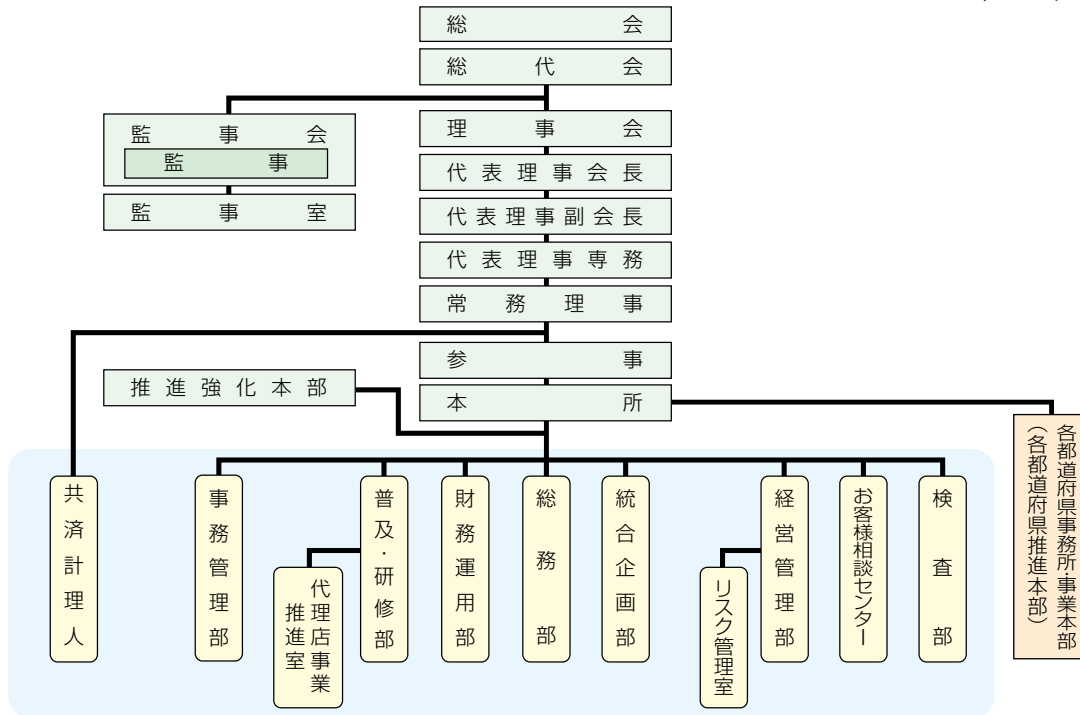 総会
総代会
監事会
監事
監事室
理事会
代表理事会長
代表理事副会長
代表理事専務
常務理事
参事
推進強化本部
本所
各都道府県事務所・事業本部
（各都道府県推進本部）
共済計理人
事務管理部
代理店事業
推進室
普及・研修部
財務運用部
総務部
統合企画部
リスク管理室
経営管理部
お客様相談センター
検査部